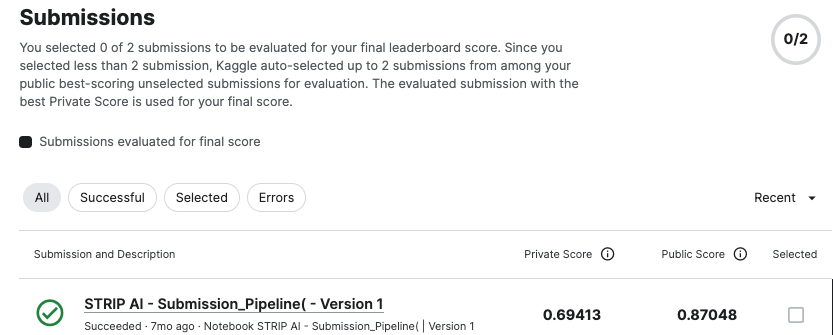 Submissions
You selected 0 of 2 submissions to be evaluated for your final leaderboard score. Since you
selected less than 2 submission, Kaggle auto-selected up to 2 submissions from among your
public best-scoring unselected submissions for evaluation. The evaluated submission with the
best Private Score is used for your final score.
0/2
Submissions evaluated for final score
All Successful Selected Errors Recent
Submission and Description Private Score Public Score Selected
STRIP AI - Submission_Pipeline( - Version 1
0.69413 0.87048
Succeeded · 7mo ago · Notebook STRIP AI - Submission_Pipeline( | Version 1